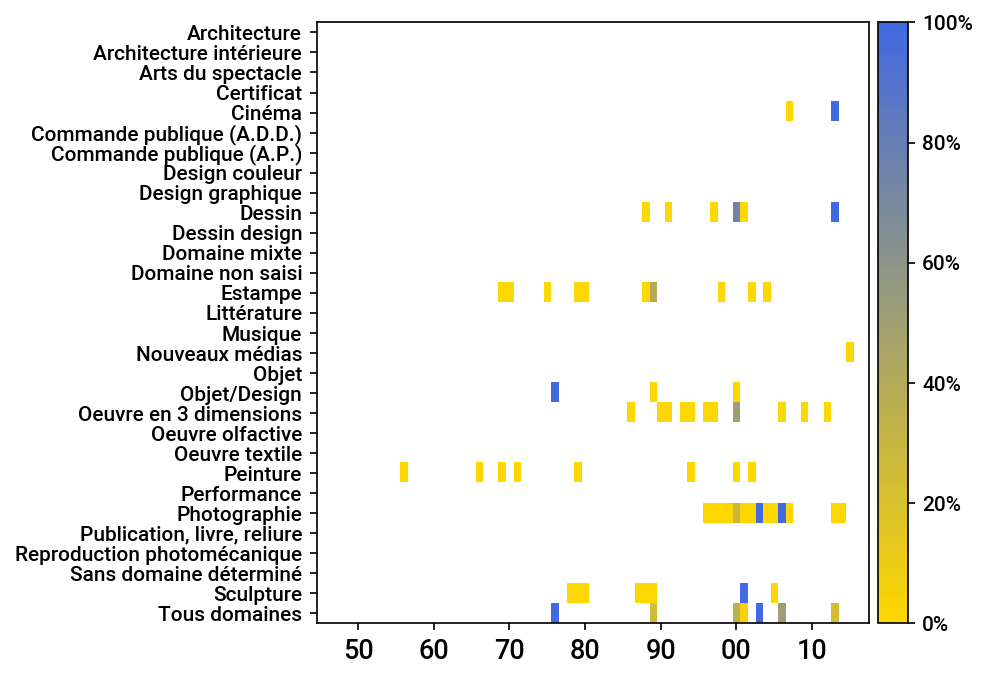 Architecture
Architecture intérieure
Arts du spectacle
Certificat
Cinéma
Commande publique (A.D.D.)
Commande publique (A.P.)
Design couleur
Design graphique
Dessin
Dessin design
Domaine mixte
Domaine non saisi
Estampe
Littérature
Musique
Nouveaux médias
Objet
Objet/Design
Oeuvre en 3 dimensions
Oeuvre olfactive
Oeuvre textile
Peinture
Performance
Photographie
Publication, livre, reliure
Reproduction photomécanique
Sans domaine déterminé
Sculpture
Tous domaines
50 60 70 80 90 00 10
100%
80%
60%
40%
20%
0%